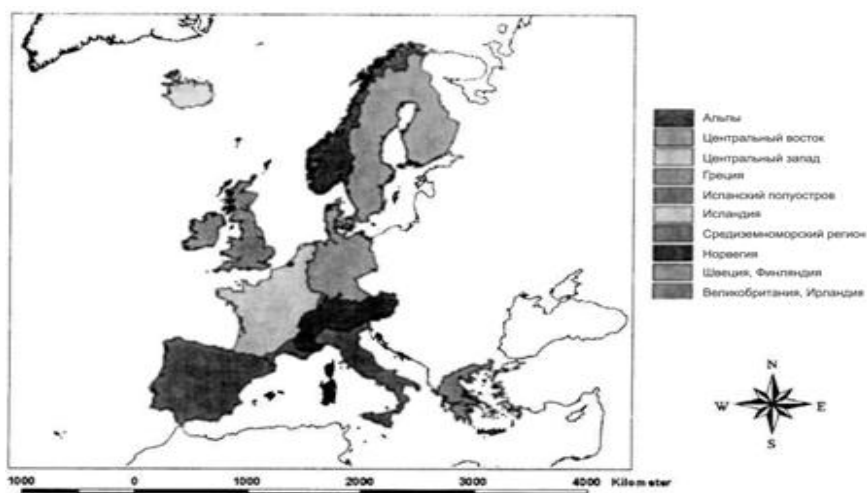 Альпы
Центральный восток
Центральный запад
Греция
Испанский полуостров
Исландия
Средиземноморский регион
Норвегия
Швеция, Финляндия
Великобритания, Ирландия
N
W E
S
1000 0 1000 2000 3000 4000 Kilometer